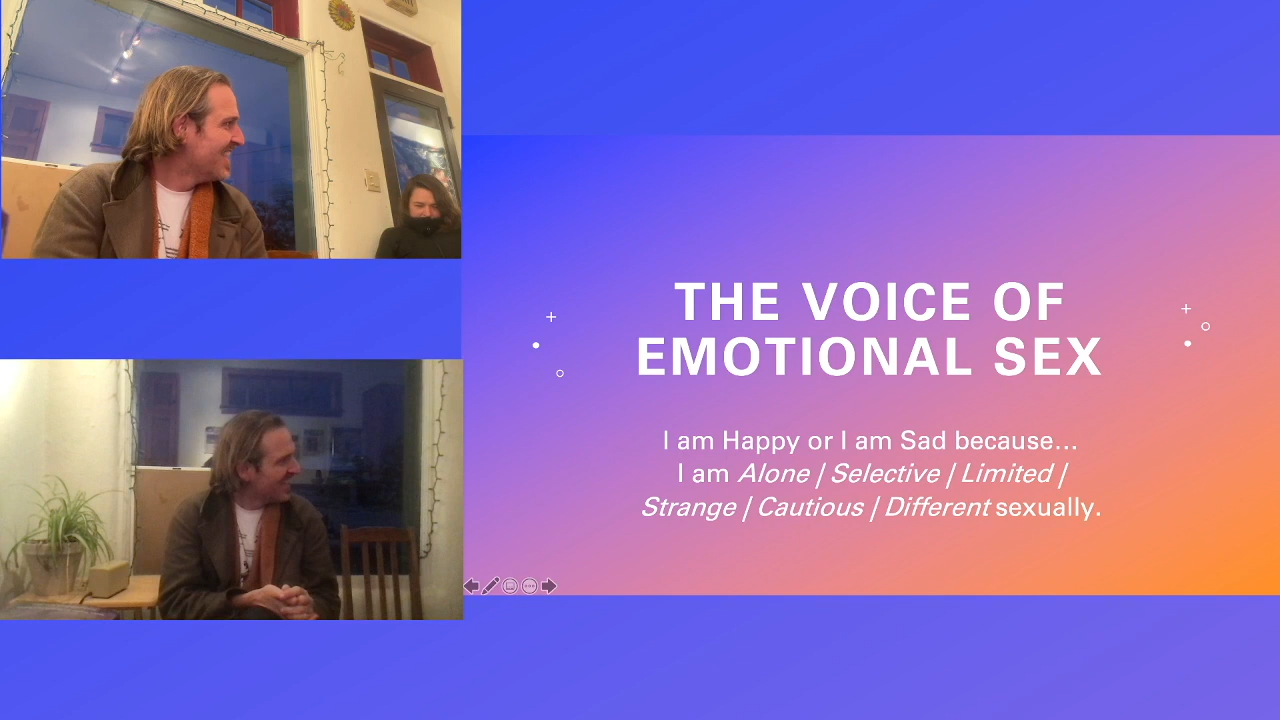 THE VOICE OF
EMOTIONAL SEX
I am Happy or I am Sad because...
I am Alone | Selective | Limited |
Strange | Cautious | Different sexually.